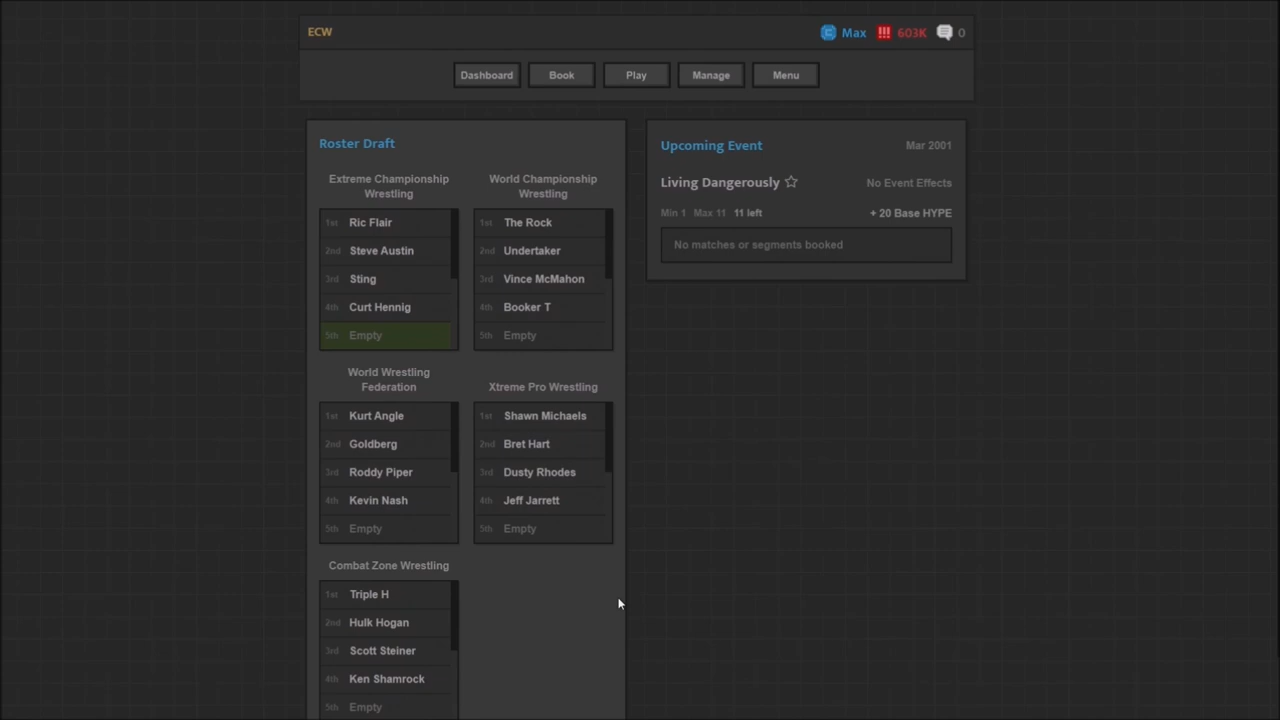 ECW
Max
603K
0
Dashboard
Book
Play
Manage
Menu
Roster Draft
Extreme Championship
Wrestling
1st Ric Flair
2nd Steve Austin
3rd Sting
4th Curt Hennig
5th Empty
World Championship
Wrestling
1st The Rock
2nd Undertaker
3rd Vince McMahon
4th Booker T
5th Empty
World Wrestling
Federation
1st Kurt Angle
2nd Goldberg
3rd Roddy Piper
4th Kevin Nash
5th Empty
Xtreme Pro Wrestling
1st Shawn Michaels
2nd Bret Hart
3rd Dusty Rhodes
4th Jeff Jarrett
5th Empty
Combat Zone Wrestling
1st Triple H
2nd Hulk Hogan
3rd Scott Steiner
4th Ken Shamrock
5th Empty
Upcoming Event Mar 2001
Living Dangerously No Event Effects
Min 1 Max 11 11 left + 20 Base HYPE
No matches or segments booked